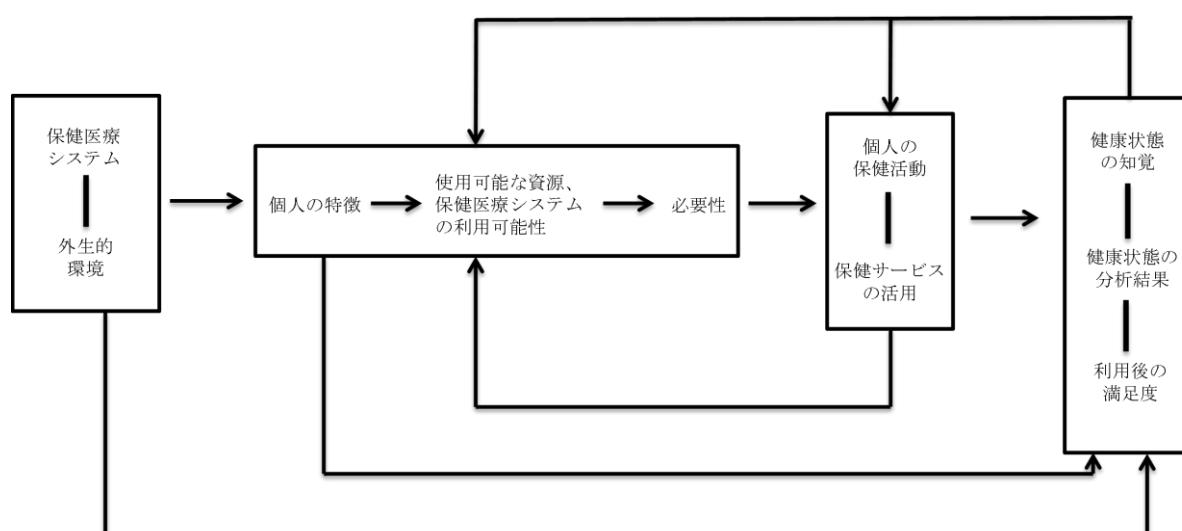 保健医療
システム
外生的
環境
個人の特徴
使用可能な資源、
保健医療システム
の利用可能性
必要性
個人の
保健活動
保健サービス
の活用
健康状態
の知覚
健康状態の
分析結果
利用後の
満足度